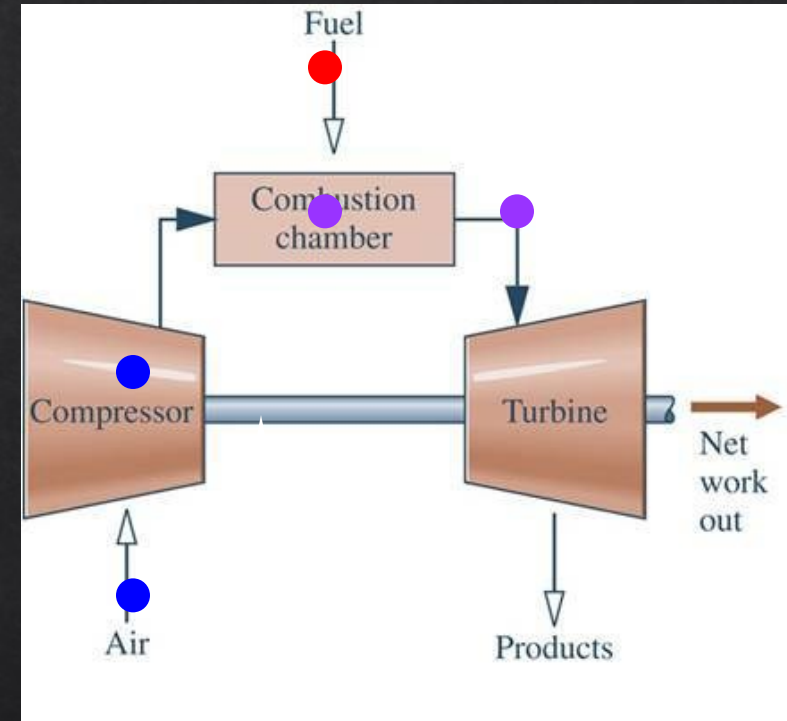 Fuel
Combustion
chamber
Compressor
Turbine
Net
work
out
Air
Products